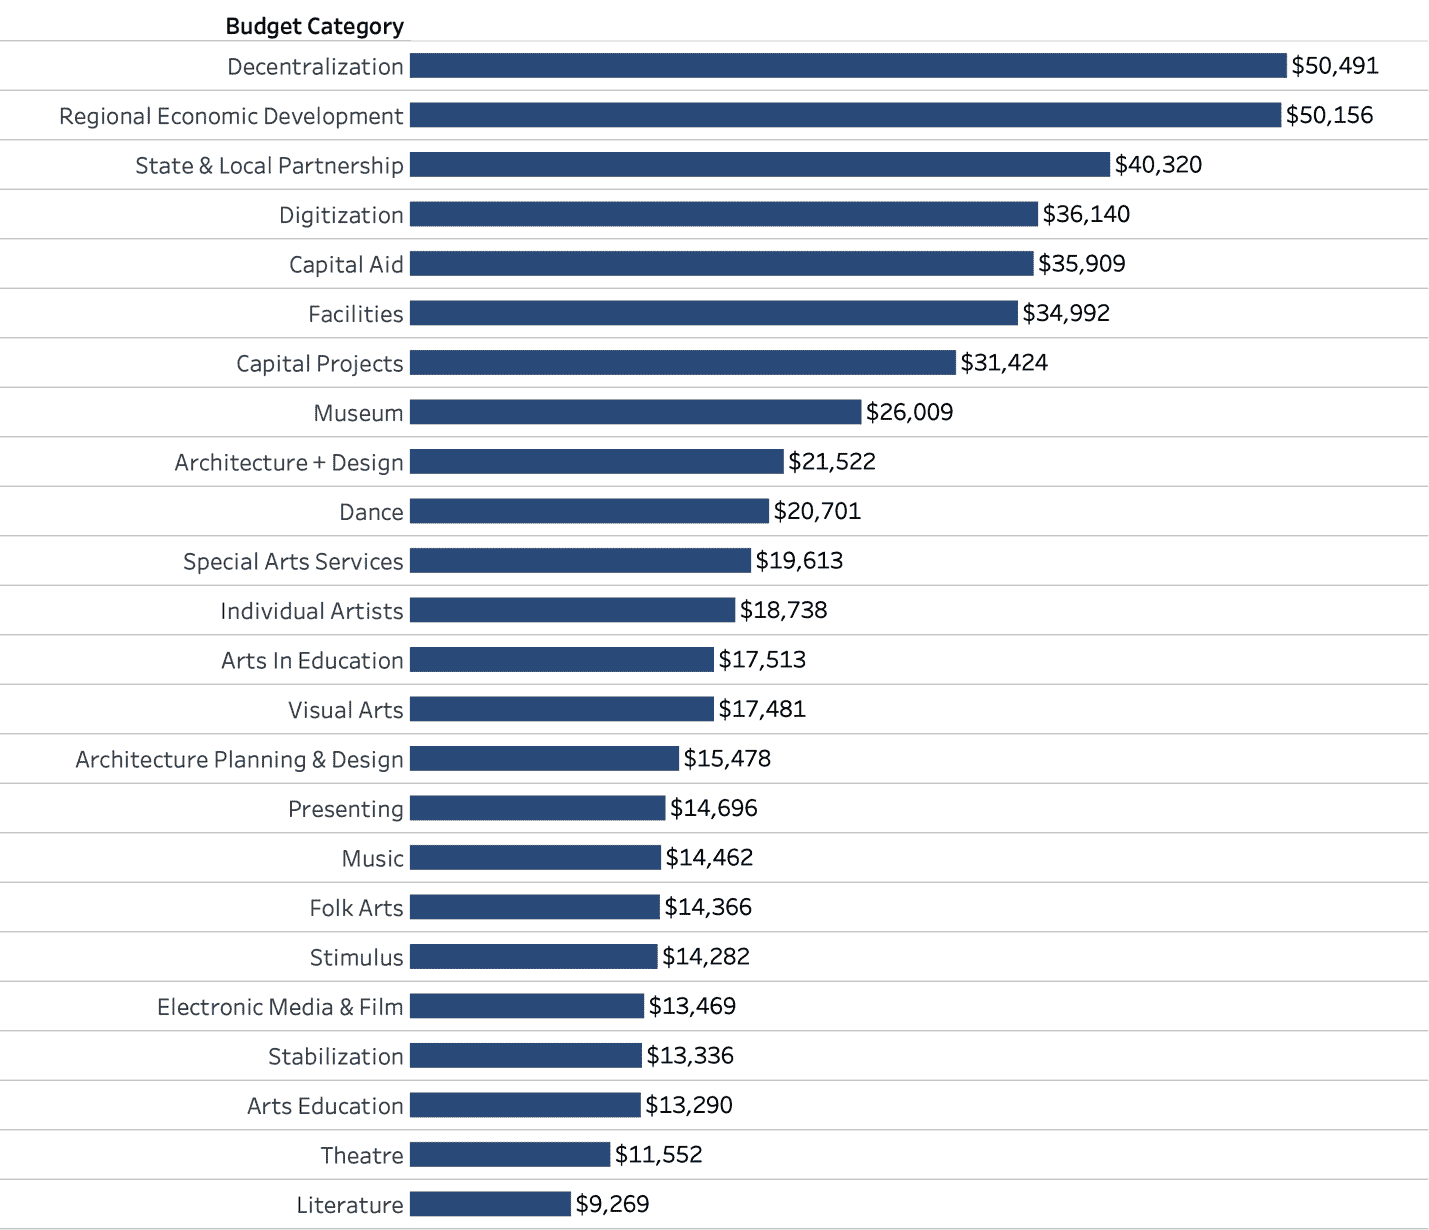 Budget Category
Decentralization $50,491
Regional Economic Development $50,156
State & Local Partnership $40,320
Digitization $36,140
Capital Aid $35,909
Facilities $34,992
Capital Projects $31,424
Museum $26,009
Architecture + Design $21,522
Dance $20,701
Special Arts Services $19,613
Individual Artists $18,738
Arts In Education $17,513
Visual Arts $17,481
Architecture Planning & Design $15,478
Presenting $14,696
Music $14,462
Folk Arts $14,366
Stimulus $14,282
Electronic Media & Film $13,469
Stabilization $13,336
Arts Education $13,290
Theatre $11,552
Literature $9,269